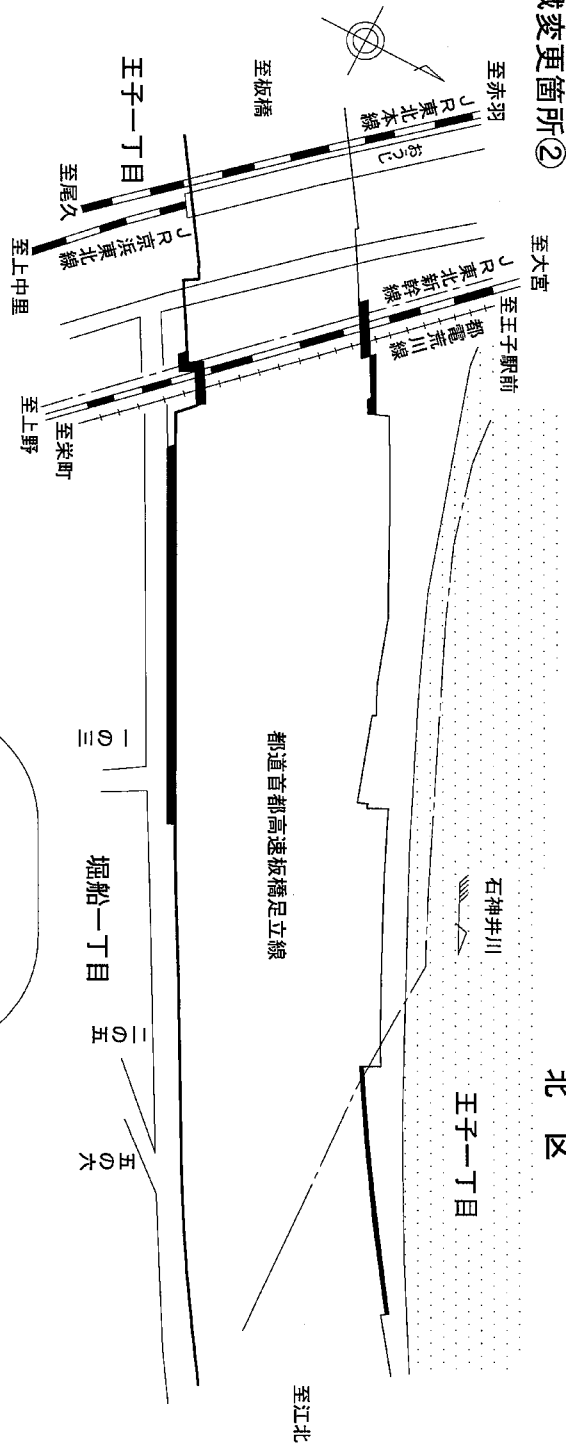 域変更箇所②
北区
至赤羽
JR東北本線
おうじ
至板橋
王子一丁目
至尾久
JR京浜東北線
至上中里
至大宮
JR東北新幹線
至王子駅前
都電荒川線
至上野
至栄町
都道首都高速板橋足立線
石神井川
王子一丁目
一の三
堀船一丁目
二の五
五の六
至江北